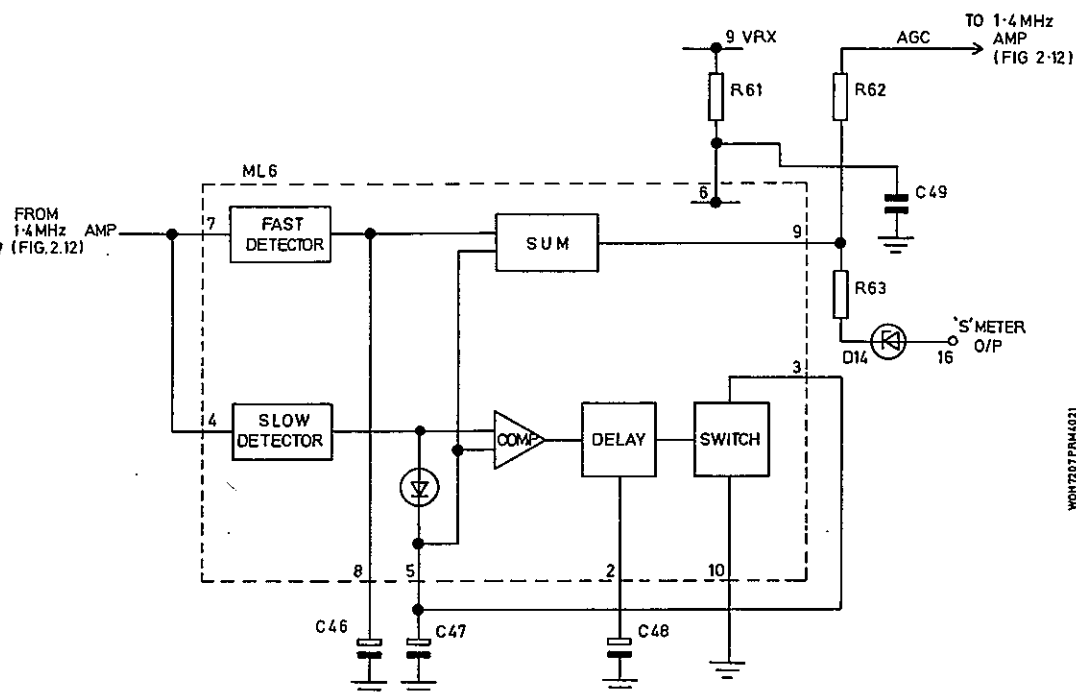 TO 1·4MHz
AMP
(FIG 2·12)
AGC
9 VRX
R61
R62
ML6
6
C49
FROM
1·4MHz AMP
(FIG.2.12)
7
FAST
DETECTOR
SUM
9
R63
'S' METER
O/P
D14
16
3
4
SLOW
DETECTOR
COMP
DELAY
SWITCH
8
5
2
10
C46
C47
C48
WOH7207PRM4021